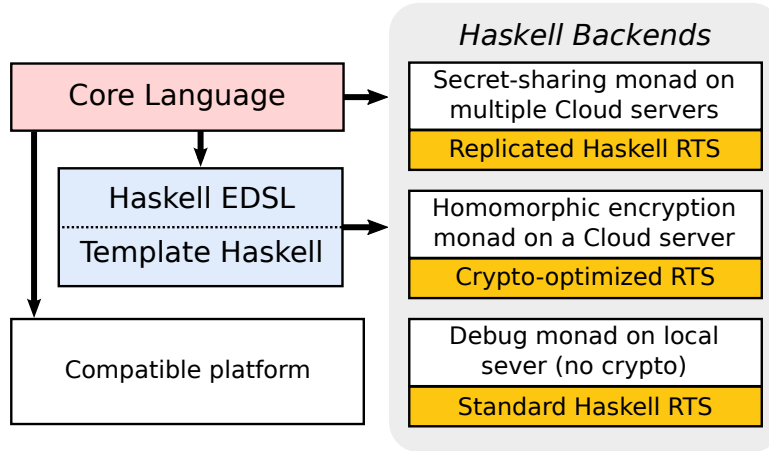 Haskell Backends
Core Language
Haskell EDSL
Template Haskell
Compatible platform
Secret-sharing monad on
multiple Cloud servers
Replicated Haskell RTS
Homomorphic encryption
monad on a Cloud server
Crypto-optimized RTS
Debug monad on local
sever (no crypto)
Standard Haskell RTS